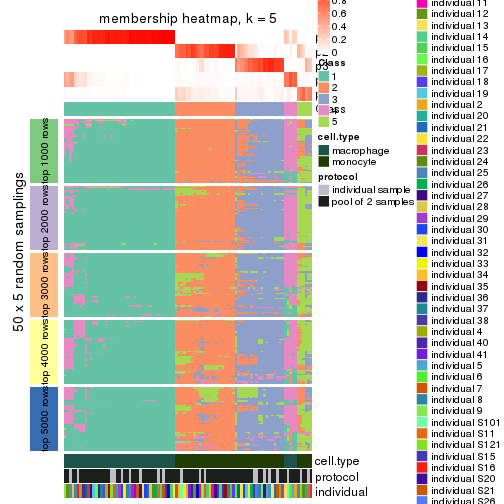 membership heatmap, k = 5
0.8
0.6
0.4
0.2
0
Class
1
2
3
5
cell.type
macrophage
monocyte
protocol
individual sample
pool of 2 samples
50 x 5 random samplings
top 1000 rows
top 2000 rows
top 3000 rows
top 4000 rows
top 5000 rows
cell.type
protocol
individual
individual 11
individual 12
individual 13
individual 14
individual 15
individual 16
individual 17
individual 18
individual 19
individual 2
individual 20
individual 21
individual 22
individual 23
individual 24
individual 25
individual 26
individual 27
individual 28
individual 29
individual 30
individual 31
individual 32
individual 33
individual 34
individual 35
individual 36
individual 37
individual 38
individual 4
individual 40
individual 41
individual 5
individual 6
individual 7
individual 8
individual 9
individual S101
individual S11
individual S121
individual S15
individual S16
individual S20
individual S21
individual S26